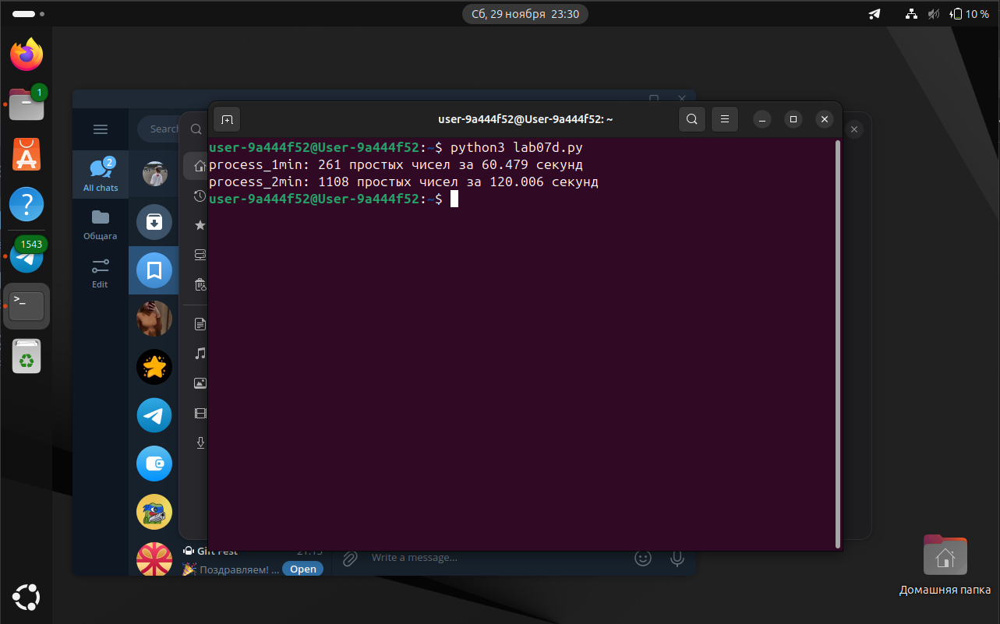 Сб, 29 ноября 23:30
10 %
1
Search
user-9a444f52@User-9a444f52: ~
user-9a444f52@User-9a444f52:~$ python3 lab07d.py
process_1min: 261 простых чисел за 60.479 секунд
process_2min: 1108 простых чисел за 120.006 секунд
user-9a444f52@User-9a444f52:~$
2
All chats
Общага
1543
Edit
>_
Gift Fest
21:15
Поздравляем! ...
Open
Write a message...
Домашняя папка